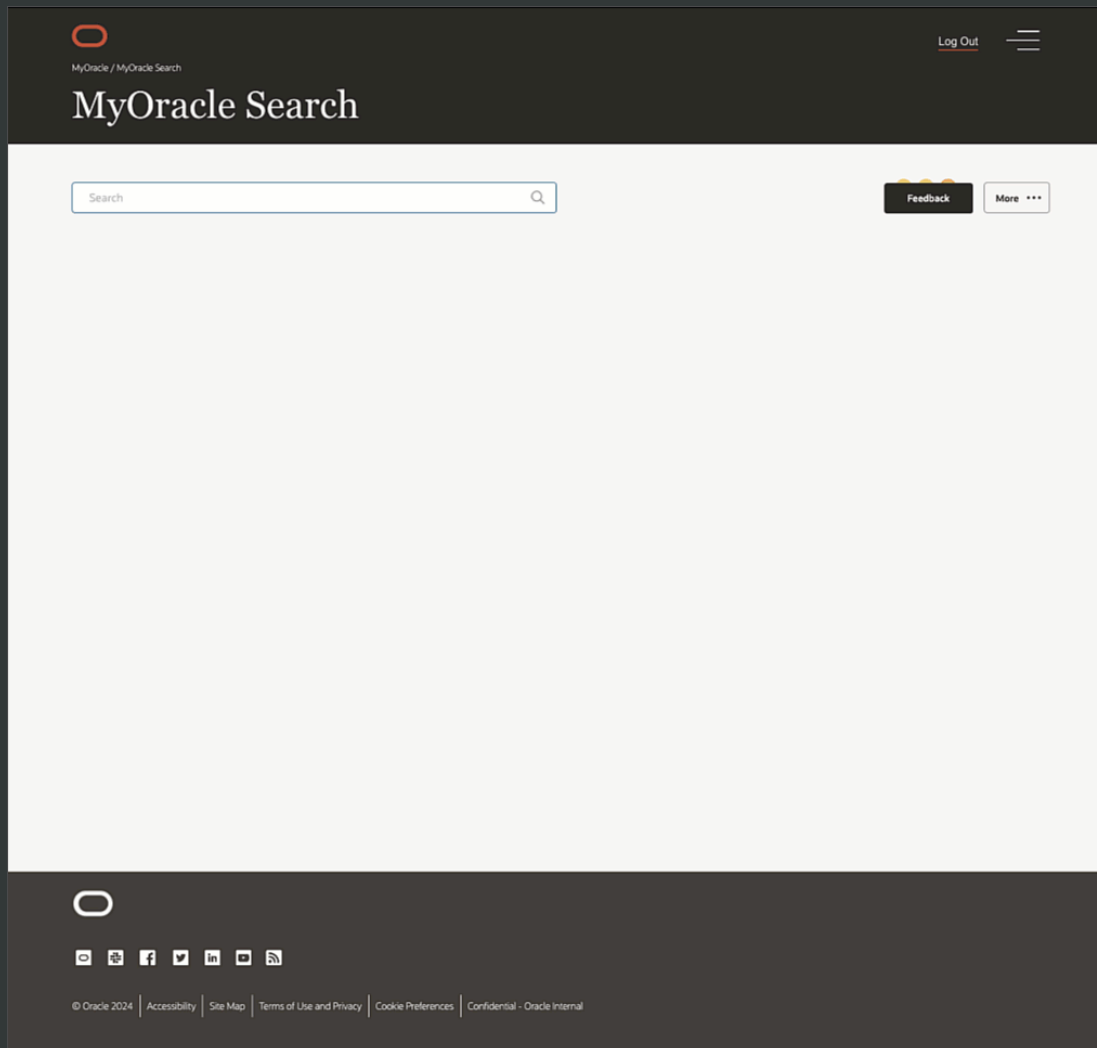 Log Out
MyOracle / MyOracle Search
MyOracle Search
Search
Feedback
More
© Oracle 2024 | Accessibility | Site Map | Terms of Use and Privacy | Cookie Preferences | Confidential - Oracle Internal